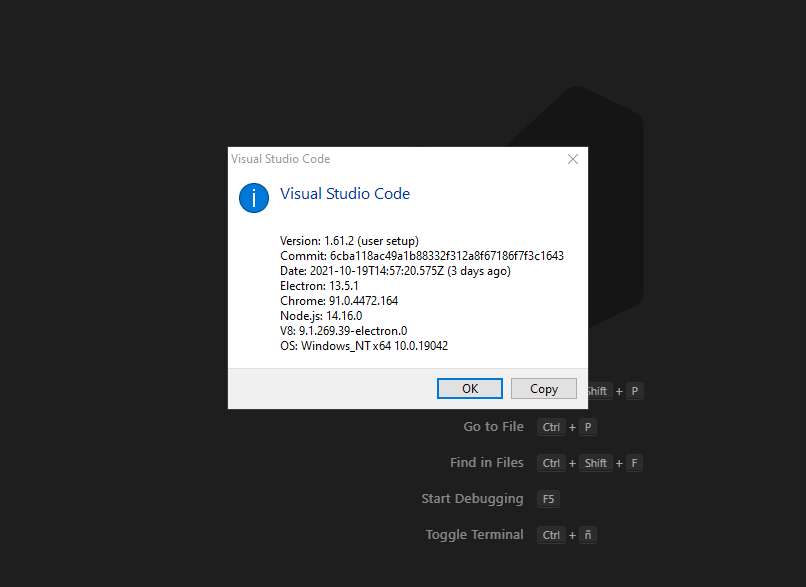 Visual Studio Code
Visual Studio Code
Version: 1.61.2 (user setup)
Commit: 6cba118ac49a1b88332f312a8f67186f7f3c1643
Date: 2021-10-19T14:57:20.575Z (3 days ago)
Electron: 13.5.1
Chrome: 91.0.4472.164
Node.js: 14.16.0
V8: 9.1.269.39-electron.0
OS: Windows_NT x64 10.0.19042
OK Copy
+ P
Go to File Ctrl + P
Find in Files Ctrl + Shift + F
Start Debugging F5
Toggle Terminal Ctrl + ñ